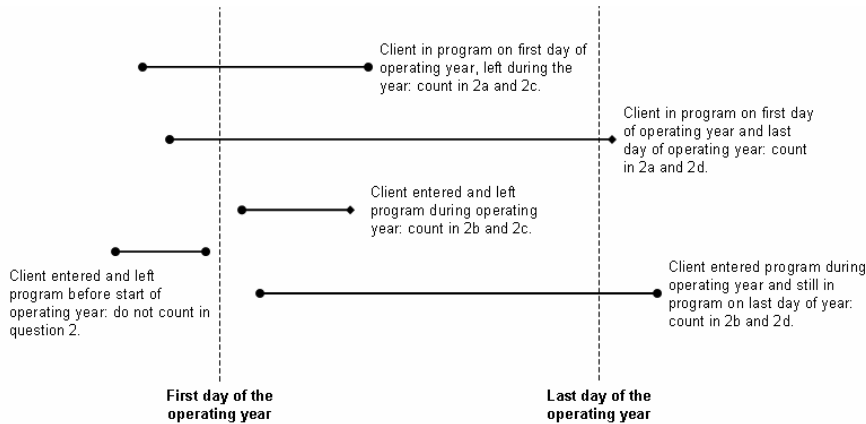 Client in program on first day of
operating year, left during the
year: count in 2a and 2c.
Client in program on first day
of operating year and last
day of operating year: count
in 2a and 2d.
Client entered and left
program during operating
year: count in 2b and 2c.
Client entered and left
program before start of
operating year: do not count in
question 2.
Client entered program during
operating year and still in
program on last day of year:
count in 2b and 2d.
First day of the
operating year
Last day of the
operating year